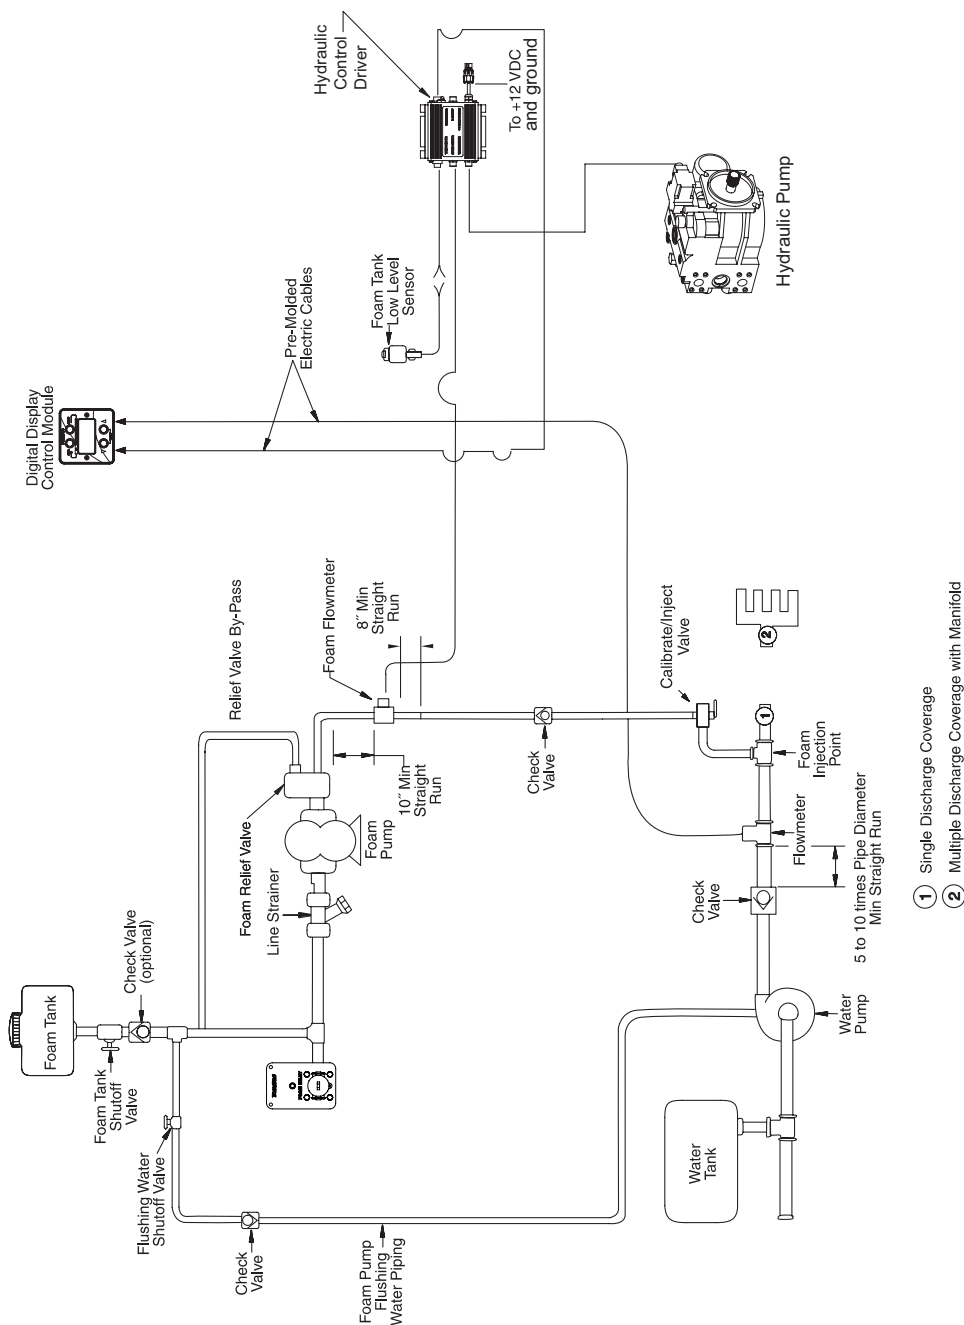 Foam Tank
Foam Tank
Shutoff
Valve
Check Valve
(optional)
Flushing Water
Shutoff Valve
Check
Valve
Foam Pump
Flushing
Water Piping
Line Strainer
Foam Relief Valve
Foam
Pump
Relief Valve By-Pass
10″ Min
Straight
Run
Foam Flowmeter
8″ Min
Straight
Run
Digital Display
Control Module
Pre-Molded
Electric Cables
Foam Tank
Low Level
Sensor
Hydraulic
Control
Driver
To +12 VDC
and ground
Hydraulic Pump
Water
Tank
Water
Pump
Check
Valve
5 to 10 times Pipe Diameter
Min Straight Run
Flowmeter
Foam
Injection
Point
Check
Valve
Calibrate/Inject
Valve
1
2
1 Single Discharge Coverage
2 Multiple Discharge Coverage with Manifold